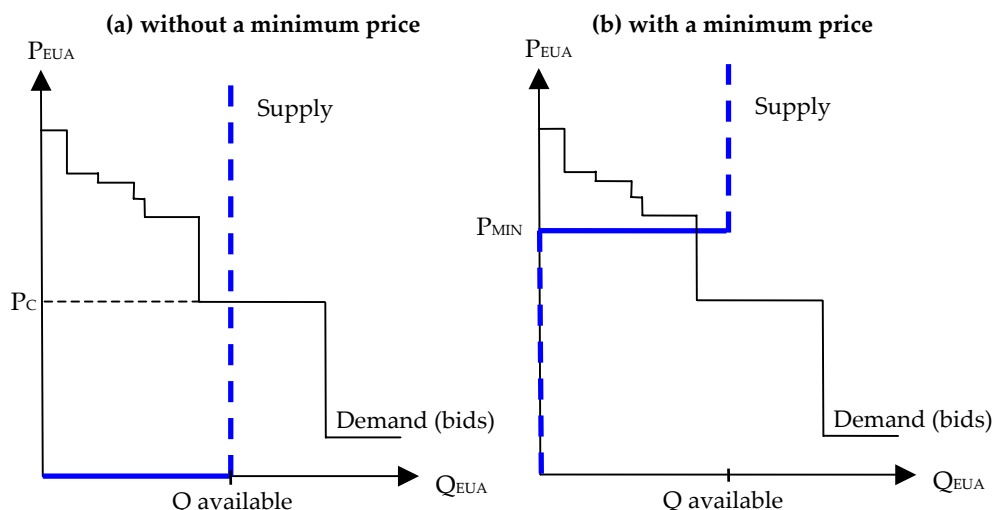 (a) without a minimum price
PEUA
Supply
PC
Demand (bids)
QEUA
Q available
(b) with a minimum price
PEUA
Supply
PMIN
Demand (bids)
QEUA
Q available